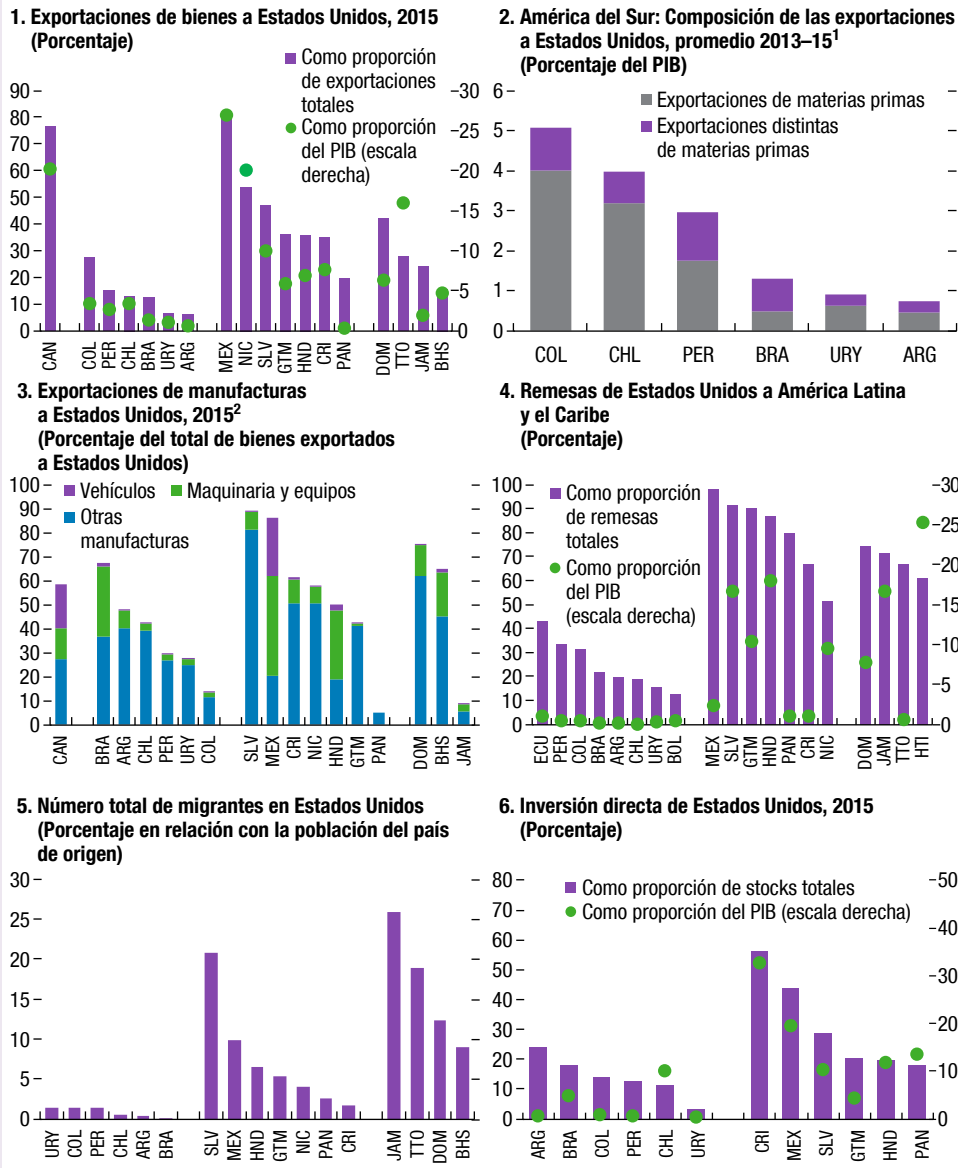 1. Exportaciones de bienes a Estados Unidos, 2015
(Porcentaje)
Como proporción
de exportaciones
totales
Como proporción
del PIB (escala
derecha)
90
80
70
60
50
40
30
20
10
0
30
25
20
15
10
5
0
CAN
COL
PER
CHL
BRA
URY
ARG
MEX
NIC
SLV
GTM
HND
CRI
PAN
DOM
TTO
JAM
BHS
2. América del Sur: Composición de las exportaciones
a Estados Unidos, promedio 2013–15¹
(Porcentaje del PIB)
Exportaciones de materias primas
Exportaciones distintas
de materias primas
6
5
4
3
2
1
0
COL
CHL
PER
BRA
URY
ARG
3. Exportaciones de manufacturas
a Estados Unidos, 2015²
(Porcentaje del total de bienes exportados
a Estados Unidos)
Vehículos
Maquinaria y equipos
Otras
manufacturas
100
90
80
70
60
50
40
30
20
10
0
CAN
BRA
ARG
CHL
PER
URY
COL
SLV
MEX
CRI
NIC
HND
GTM
PAN
DOM
BHS
JAM
4. Remesas de Estados Unidos a América Latina
y el Caribe
(Porcentaje)
Como proporción
de remesas
totales
Como proporción
del PIB
(escala derecha)
100
90
80
70
60
50
40
30
20
10
0
30
25
20
15
10
5
0
ECU
PER
COL
BRA
ARG
CHL
URY
BOL
MEX
SLV
GTM
HND
PAN
CRI
NIC
DOM
JAM
TTO
HTI
5. Número total de migrantes en Estados Unidos
(Porcentaje en relación con la población del país
de origen)
30
25
20
15
10
5
0
URY
COL
PER
CHL
ARG
BRA
SLV
MEX
HND
GTM
NIC
PAN
CRI
JAM
TTO
DOM
BHS
6. Inversión directa de Estados Unidos, 2015
(Porcentaje)
Como proporción de stocks totales
Como proporción del PIB (escala derecha)
80
70
60
50
40
30
20
10
0
50
40
30
20
10
0
ARG
BRA
COL
PER
CHL
URY
CRI
MEX
SLV
GTM
HND
PAN